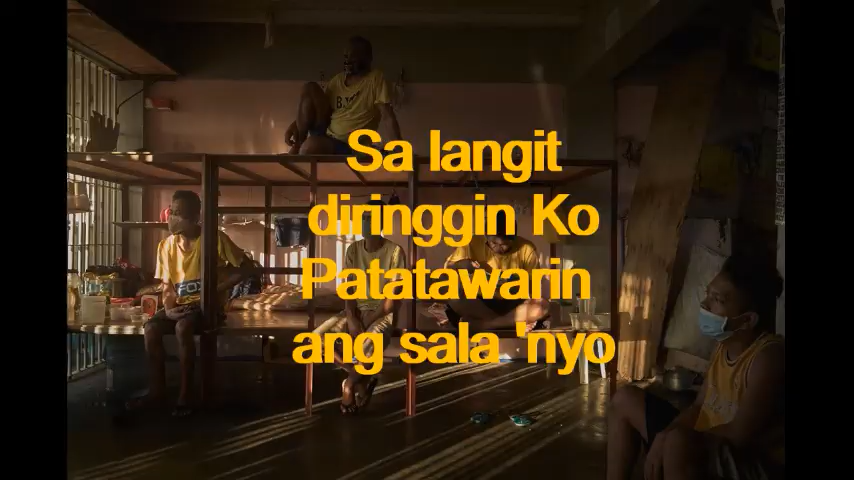 Sa langit
diringgin Ko
Patatawarin
ang sala 'nyo